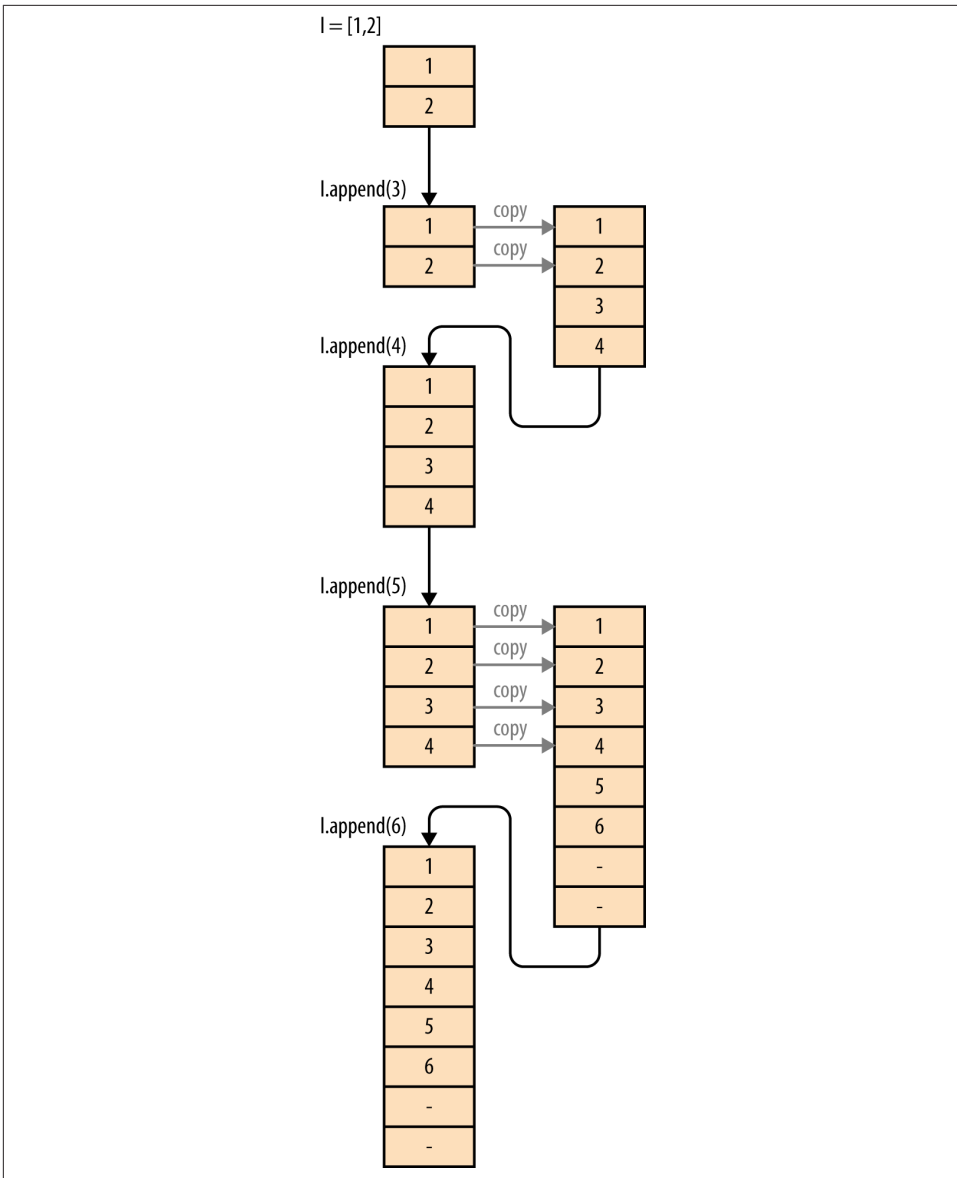 l = [1,2]
1
2
l.append(3)
1 copy 1
2 copy 2
3
4
l.append(4)
1
2
3
4
l.append(5)
1 copy 1
2 copy 2
3 copy 3
4 copy 4
5
6
-
-
l.append(6)
1
2
3
4
5
6
-
-